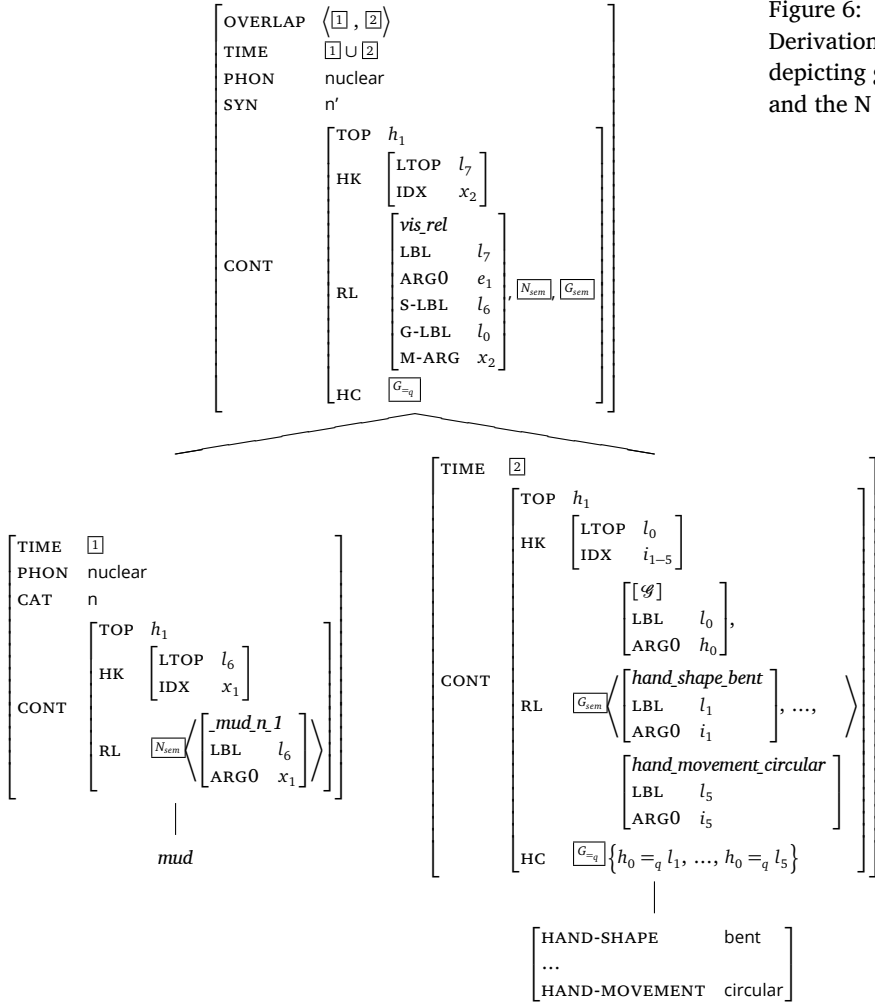 Figure 6:
Derivation
depicting g
and the N
OVERLAP ⟨1 , 2⟩
TIME 1 ∪ 2
PHON nuclear
SYN n’
CONT
TOP h1
HK
LTOP l7
IDX x2
RL
vis_rel
LBL l7
ARG0 e1
S-LBL l6
G-LBL l0
M-ARG x2
, Nsem, Gsem
HC G=q
TIME 1
PHON nuclear
CAT n
CONT
TOP h1
HK
LTOP l6
IDX x1
RL Nsem
_mud_n_1
LBL l6
ARG0 x1
mud
TIME 2
CONT
TOP h1
HK
LTOP l0
IDX i1–5
RL Gsem
[𝒢]
LBL l0
ARG0 h0
,
hand_shape_bent
LBL l1
ARG0 i1
, …,
hand_movement_circular
LBL l5
ARG0 i5
HC G=q {h0 =q l1, …, h0 =q l5}
HAND-SHAPE bent
…
HAND-MOVEMENT circular